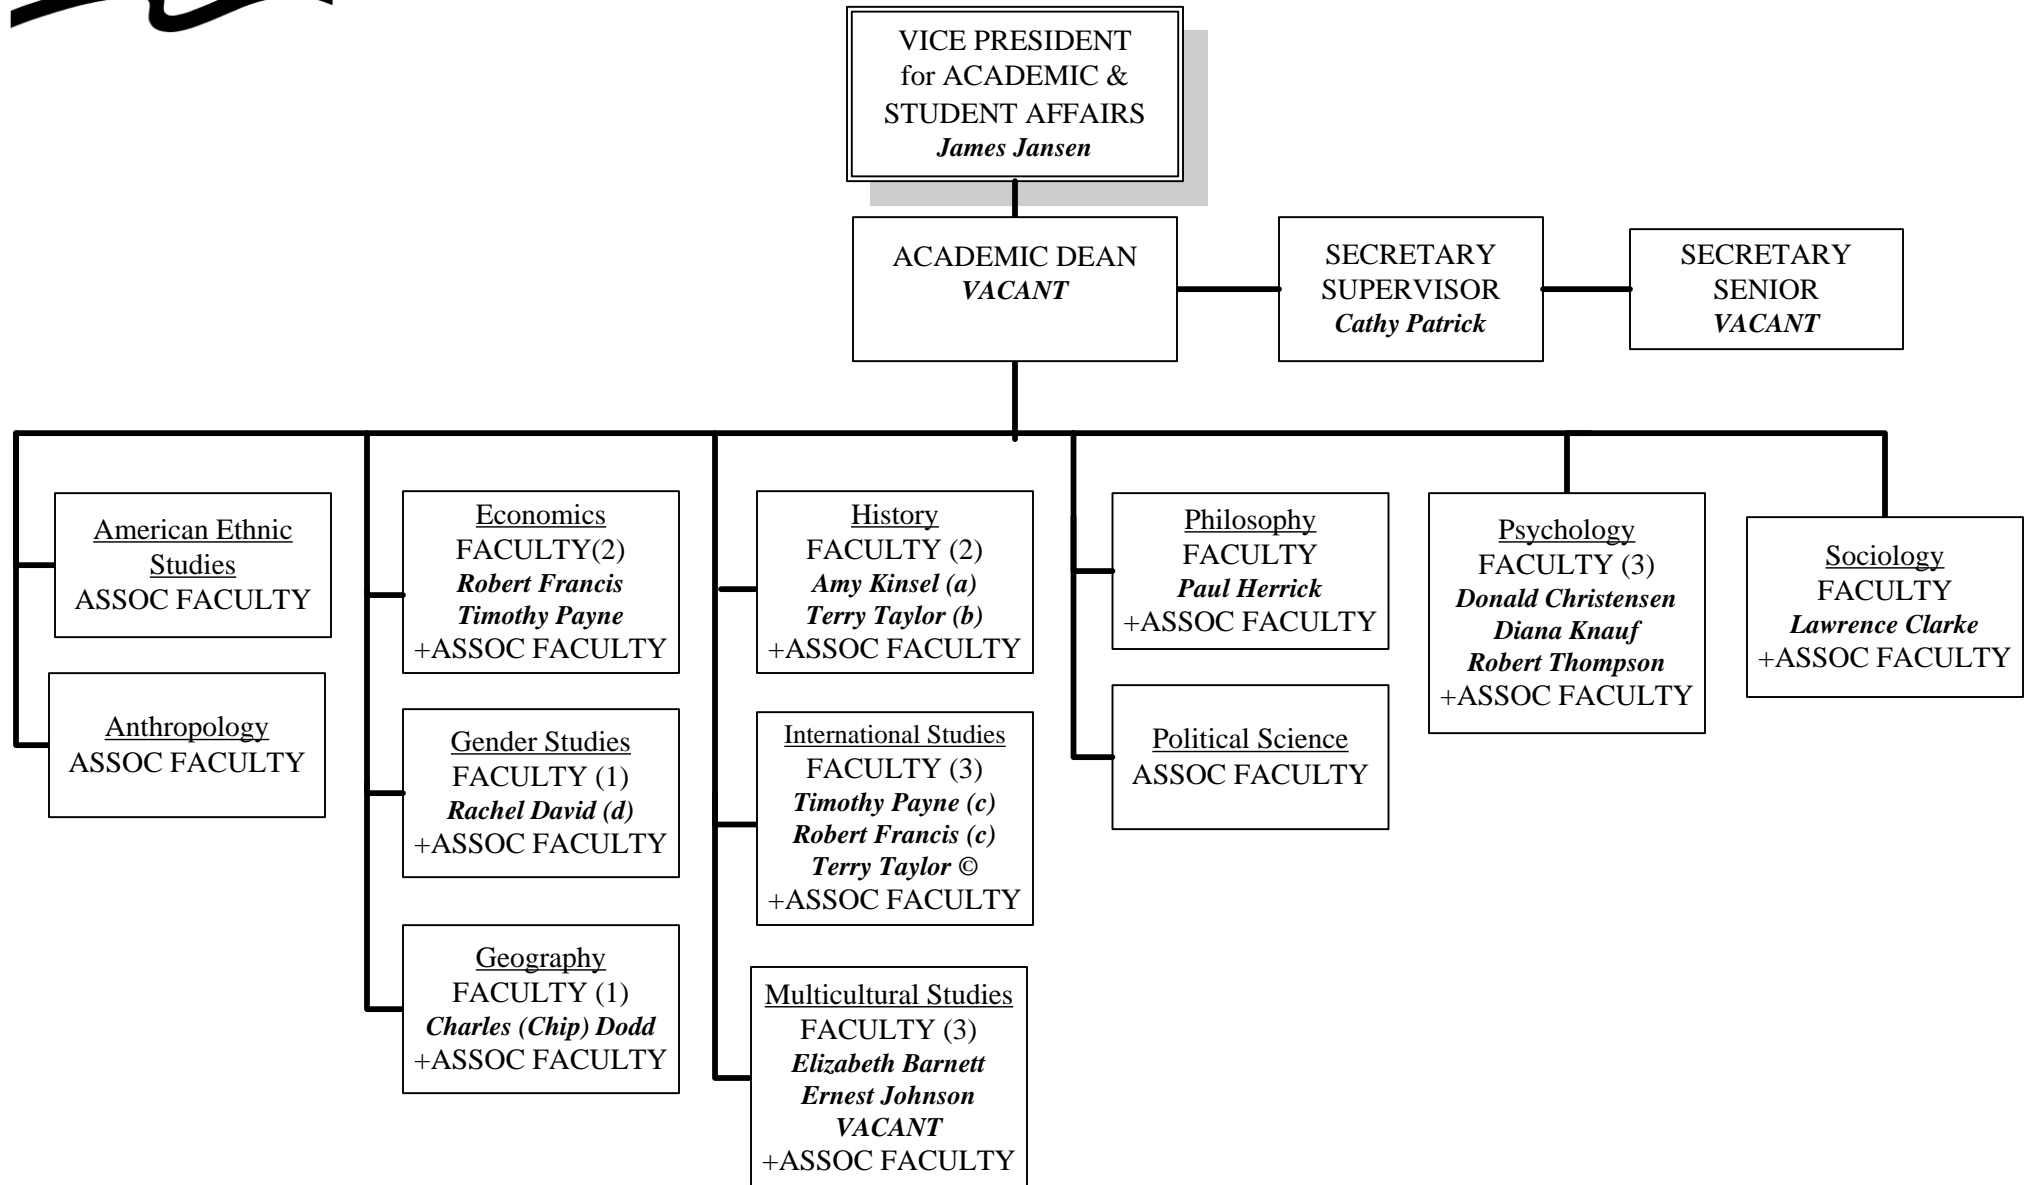 VICE PRESIDENT
for ACADEMIC &
STUDENT AFFAIRS
James Jansen
ACADEMIC DEAN
VACANT
SECRETARY
SUPERVISOR
Cathy Patrick
SECRETARY
SENIOR
VACANT
American Ethnic
Studies
ASSOC FACULTY
Anthropology
ASSOC FACULTY
Economics
FACULTY(2)
Robert Francis
Timothy Payne
+ASSOC FACULTY
Gender Studies
FACULTY (1)
Rachel David (d)
+ASSOC FACULTY
Geography
FACULTY (1)
Charles (Chip) Dodd
+ASSOC FACULTY
History
FACULTY (2)
Amy Kinsel (a)
Terry Taylor (b)
+ASSOC FACULTY
International Studies
FACULTY (3)
Timothy Payne (c)
Robert Francis (c)
Terry Taylor ©
+ASSOC FACULTY
Multicultural Studies
FACULTY (3)
Elizabeth Barnett
Ernest Johnson
VACANT
+ASSOC FACULTY
Philosophy
FACULTY
Paul Herrick
+ASSOC FACULTY
Political Science
ASSOC FACULTY
Psychology
FACULTY (3)
Donald Christensen
Diana Knauf
Robert Thompson
+ASSOC FACULTY
Sociology
FACULTY
Lawrence Clarke
+ASSOC FACULTY